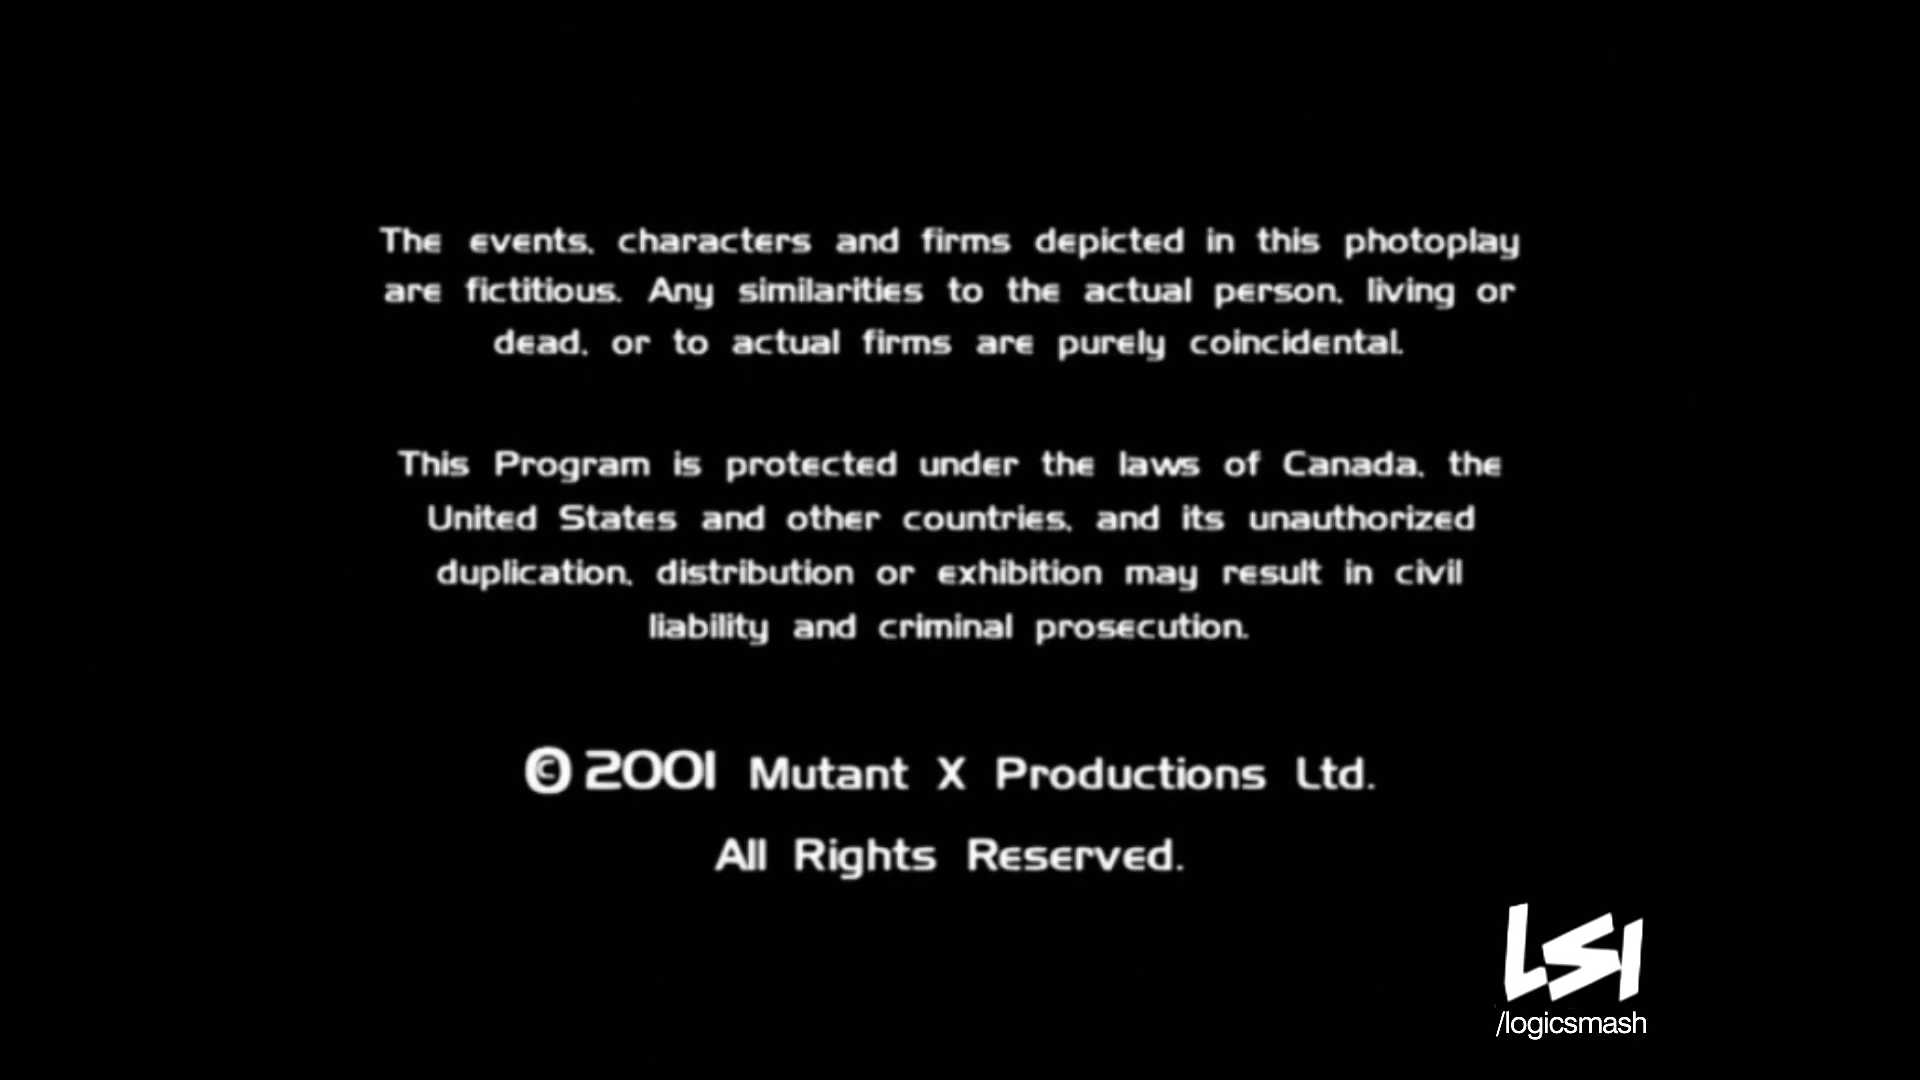 The events, characters and firms depicted in this photoplay
are fictitious. Any similarities to the actual person, living or
dead, or to actual firms are purely coincidental.
This Program is protected under the laws of Canada, the
United States and other countries, and its unauthorized
duplication, distribution or exhibition may result in civil
liability and criminal prosecution.
© 2001 Mutant X Productions Ltd.
All Rights Reserved.
LSI
/logicsmash